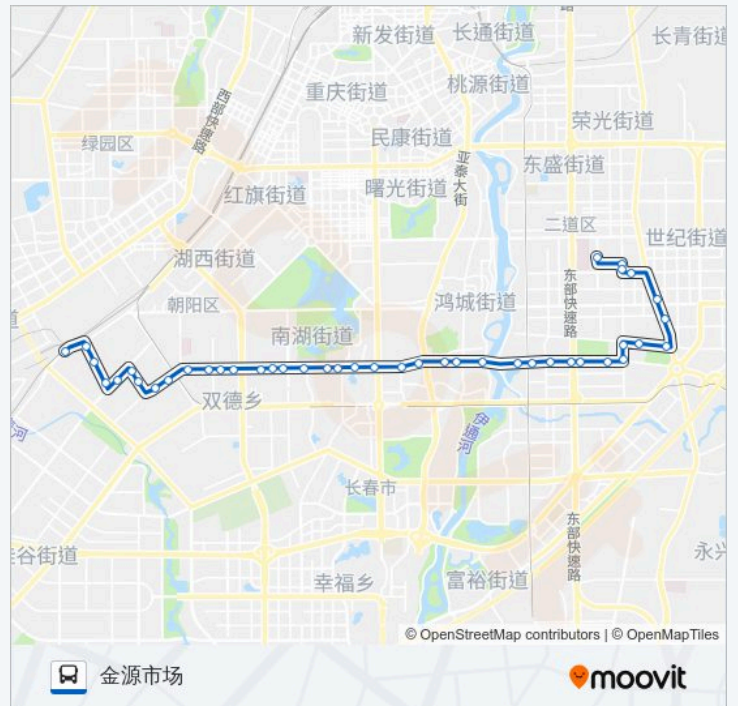 新发街道
长通街道
路
长青街道
桃源街道
重庆街道
西部快速路
荣光街道
绿园区
民康街道
亚泰大街
东盛街道
红旗街道
曙光街道
二道区
世纪街道
湖西街道
东部快速路
朝阳区
鸿城街道
道
南湖街道
双德乡
伊通河
河
长春市
东部快速路
谷街道
永兴
幸福乡
富裕街道
© OpenStreetMap contributors | © OpenMapTiles
金源市场
moovit